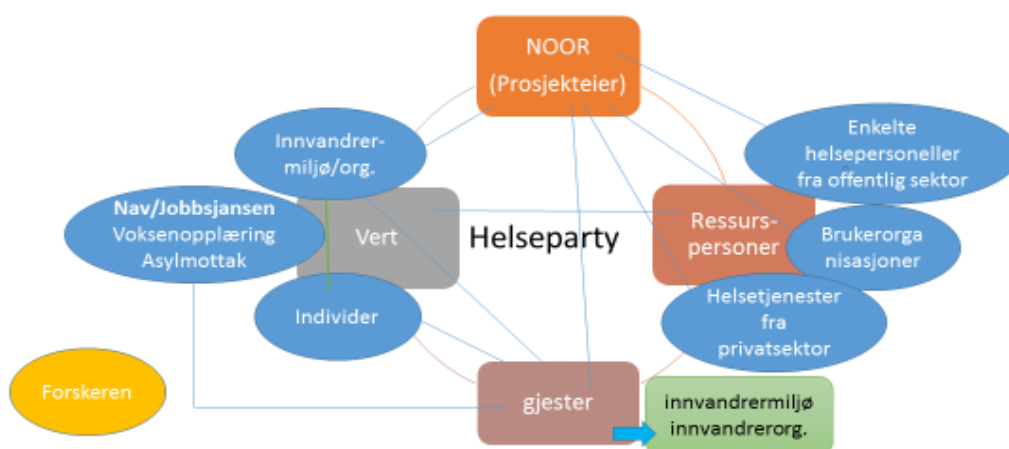 NOOR
(Prosjekteier)
Innvandrer-
miljø/org.
Enkelte
helsepersoneller
fra offentlig sektor
Nav/Jobbsjansen
Voksenopplæring
Asylmottak
Vert
Helseparty
Ressurs-
personer
Brukerorga
nisasjoner
Individer
Helsetjenester
fra
privatsektor
Forskeren
gjester
innvandrermiljø
innvandrerorg.